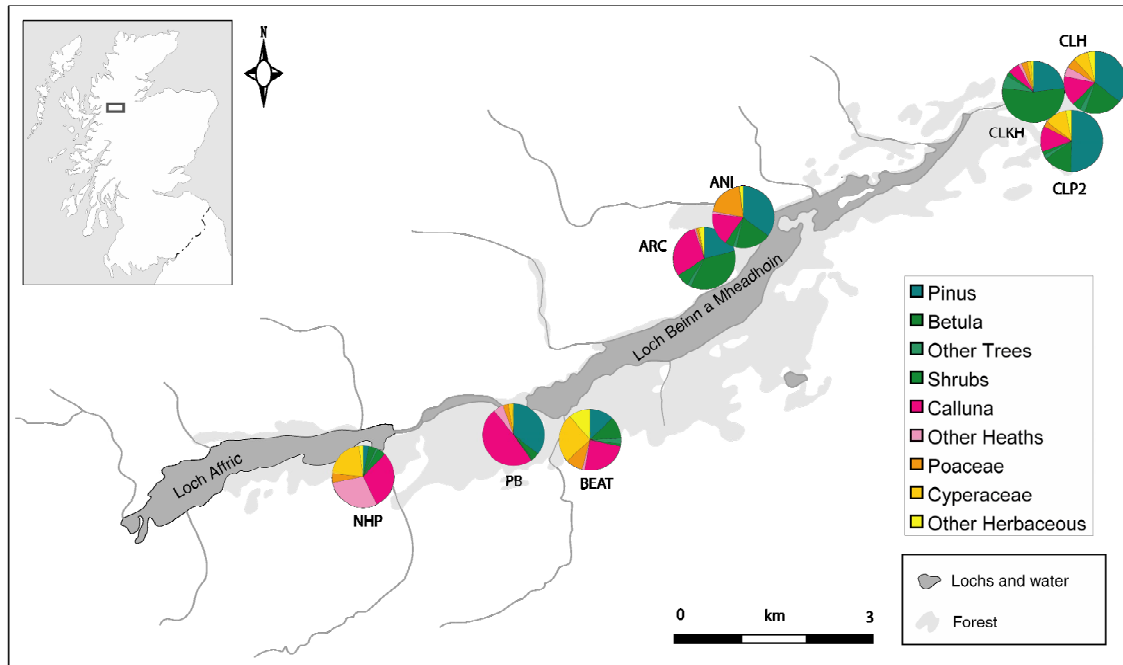 N
CLH
CLKH
CLP2
ANI
ARC
Loch Beinn a Mheadhoin
Pinus
Betula
Other Trees
Shrubs
Calluna
Other Heaths
Poaceae
Cyperaceae
Other Herbaceous
Loch Affric
NHP
PB
BEAT
Lochs and water
Forest
0 km 3